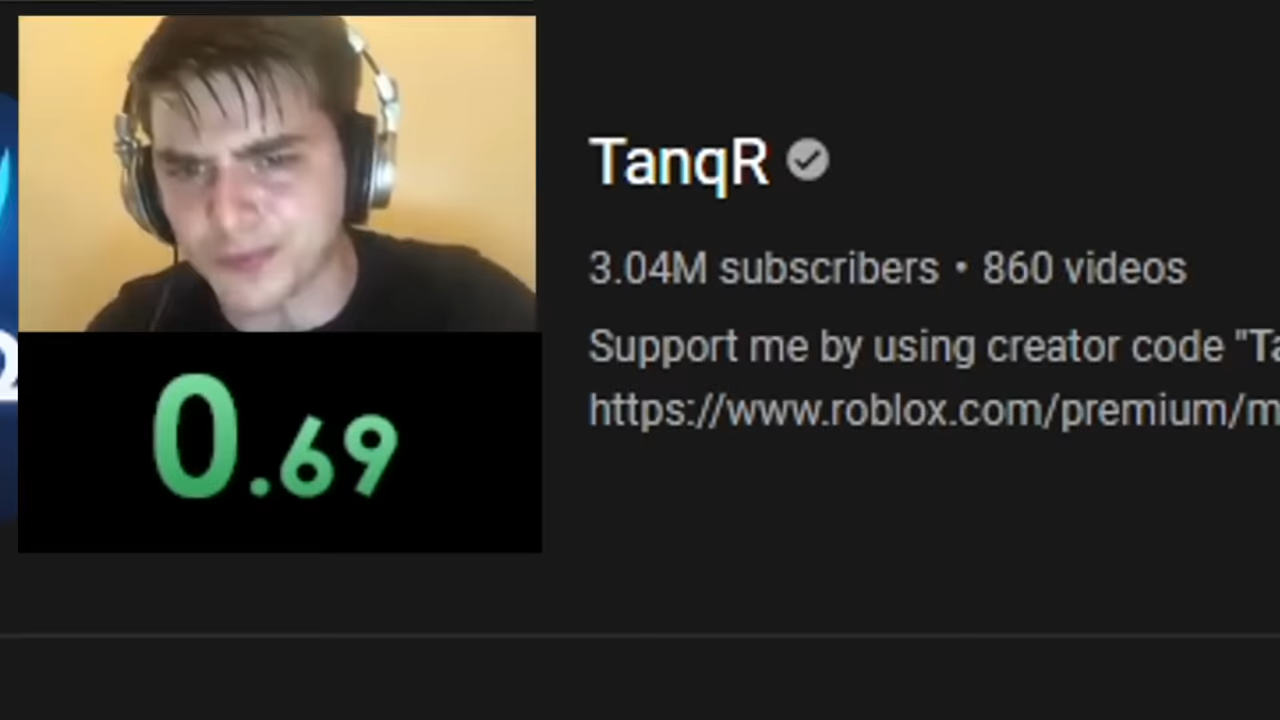 TanqR
3.04M subscribers • 860 videos
Support me by using creator code "Ta
https://www.roblox.com/premium/m
0.69